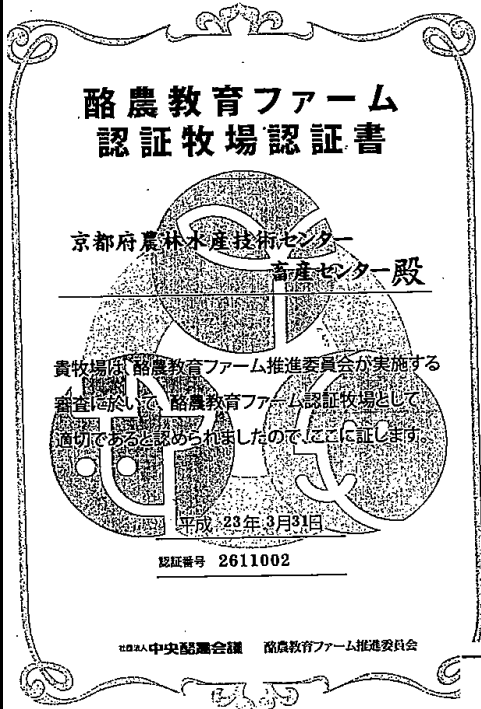 酪農教育ファーム
認証牧場認証書
京都府農林水産技術センター
畜産センター殿
貴牧場は、酪農教育ファーム推進委員会が実施する
審査に於いて、酪農教育ファーム認証牧場として
適切であると認められましたので、ここに証します。
平成 23年 3月31日
認証番号 2611002
社団法人中央酪農会議 酪農教育ファーム推進委員会